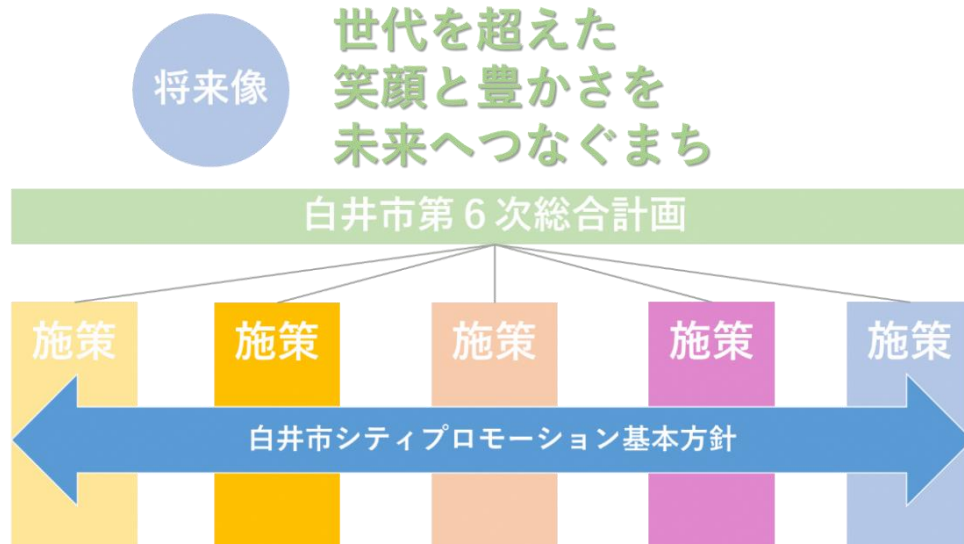 将来像
世代を超えた
笑顔と豊かさを
未来へつなぐまち
白井市第６次総合計画
施策
施策
施策
施策
施策
白井市シティプロモーション基本方針